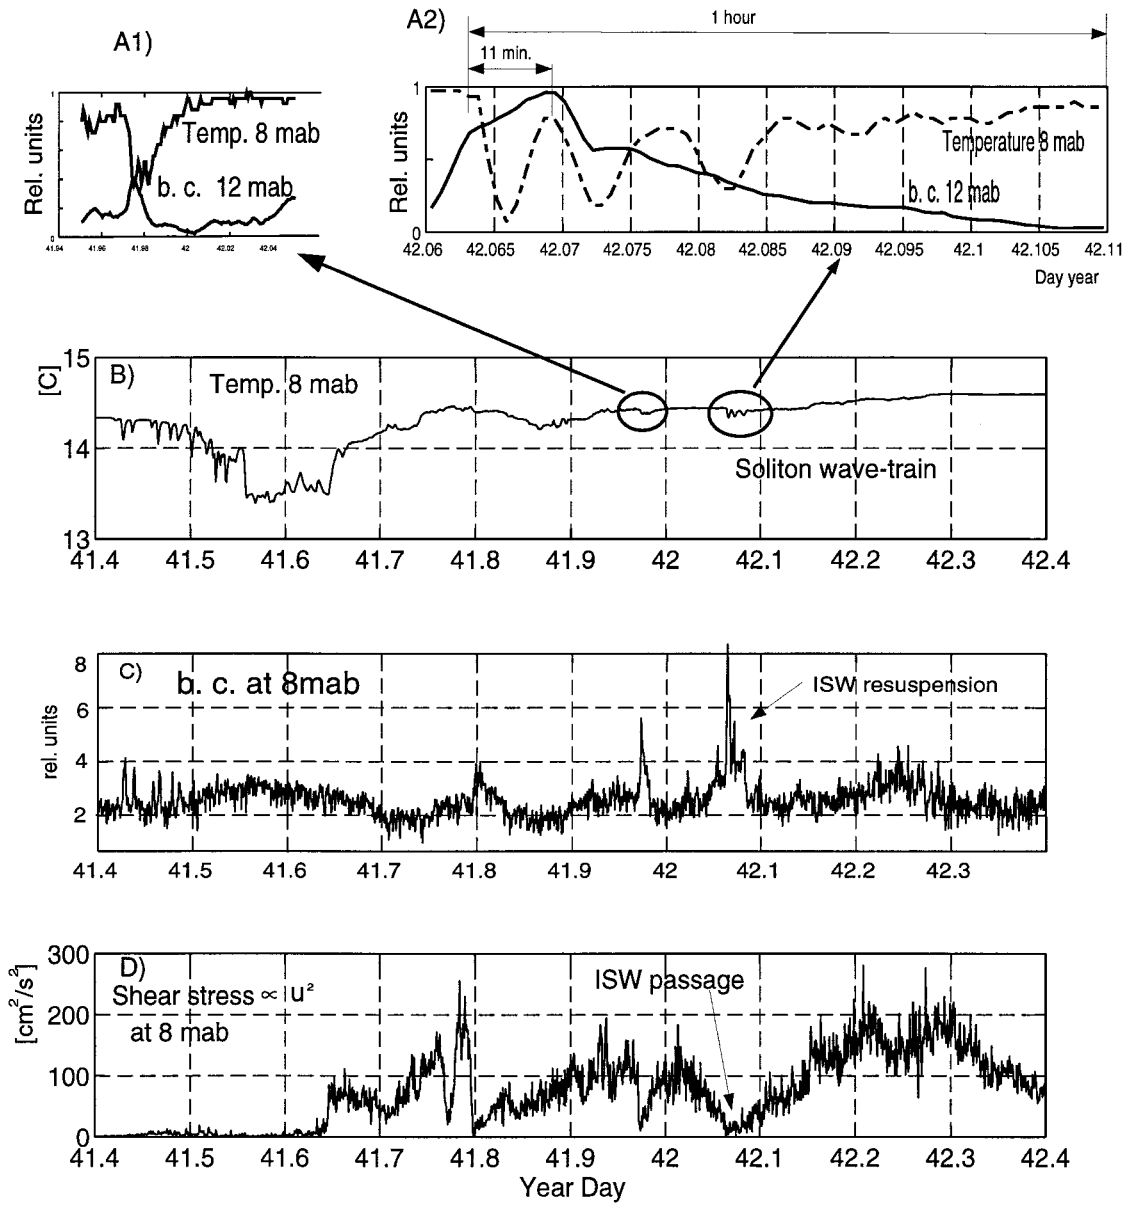 A1)
A2)
1 hour
11 min.
1
Rel. units
Temp. 8 mab
b. c. 12 mab
0
41.94 41.96 41.98 42 42.02 42.04
1
Rel. units
Temperature 8 mab
b. c. 12 mab
0
42.06 42.065 42.07 42.075 42.08 42.085 42.09 42.095 42.1 42.105 42.11
Day year
15
[C]
B)
Temp. 8 mab
14
Soliton wave-train
13
41.4 41.5 41.6 41.7 41.8 41.9 42 42.1 42.2 42.3 42.4
8
C)
b. c. at 8mab
ISW resuspension
6
rel. units
4
2
41.4 41.5 41.6 41.7 41.8 41.9 42 42.1 42.2 42.3
300
[cm²/s²]
D)
ISW passage
Shear stress ∝ u²
at 8 mab
200
100
0
41.4 41.5 41.6 41.7 41.8 41.9 42 42.1 42.2 42.3 42.4
Year Day